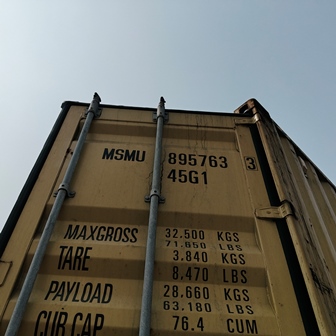 MSMU 895763 3
45G1
MAXGROSS 32.500 KGS
71.650 LBS
TARE 3.840 KGS
8,470 LBS
PAYLOAD 28.660 KGS
63.180 LBS
CUB CAP 76.4 CUM